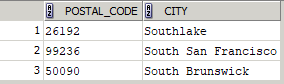 POSTAL_CODE CITY
1 26192 Southlake
2 99236 South San Francisco
3 50090 South Brunswick